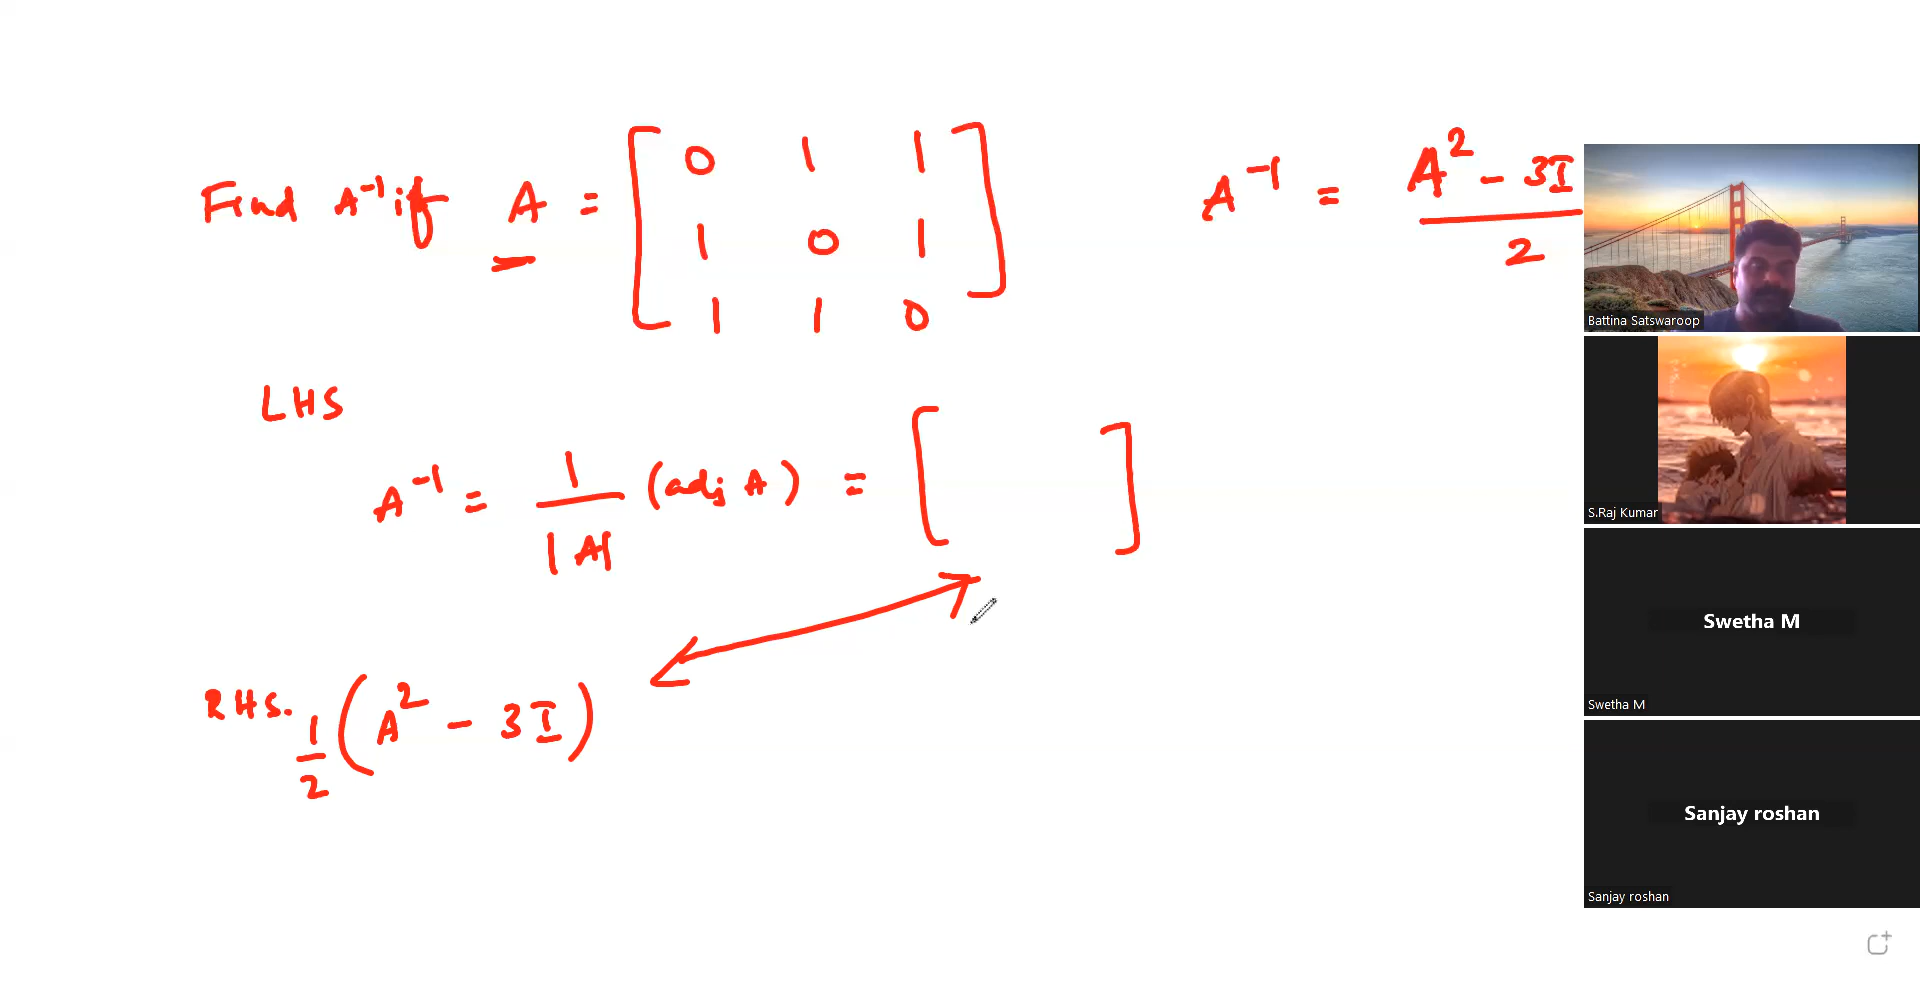 Find A⁻¹ if A = [ 0 1 1
1 0 1
1 1 0 ]
A⁻¹ = A² - 3I / 2
LHS
A⁻¹ = 1 / |A| (adj A) = [ ]
RHS. 1/2 (A² - 3I)
Battina Satswaroop
S.Raj Kumar
Swetha M
Swetha M
Sanjay roshan
Sanjay roshan